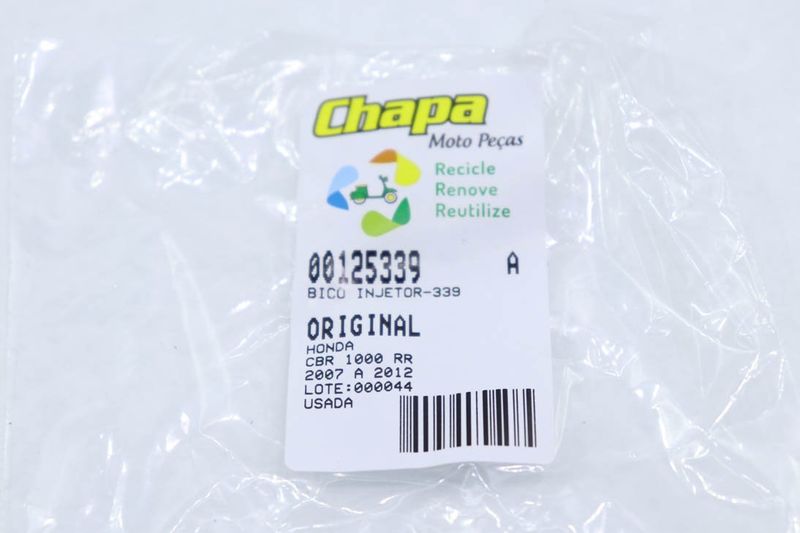 Chapa
Moto Peças
Recicle
Renove
Reutilize
00125339 A
BICO INJETOR-339
ORIGINAL
HONDA
CBR 1000 RR
2007 A 2012
LOTE:000044
USADA